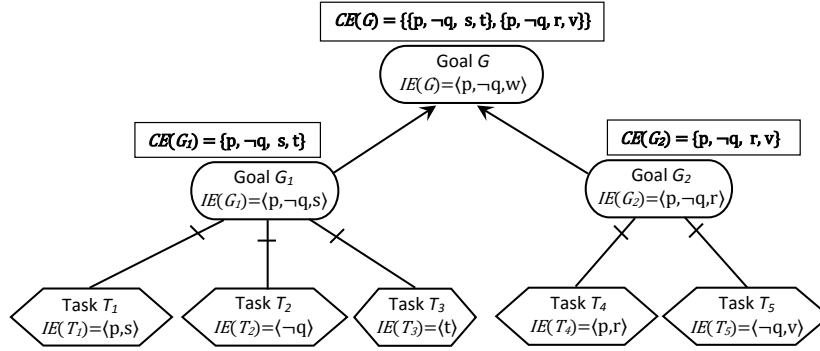 CE(G) = {{p, ¬q, s, t}, {p, ¬q, r, v}}
Goal G
IE(G)=⟨p,¬q,w⟩
CE(G₁) = {p, ¬q, s, t}
CE(G₂) = {p, ¬q, r, v}
Goal G₁
IE(G₁)=⟨p,¬q,s⟩
Goal G₂
IE(G₂)=⟨p,¬q,r⟩
Task T₁
IE(T₁)=⟨p,s⟩
Task T₂
IE(T₂)=⟨¬q⟩
Task T₃
IE(T₃)=⟨t⟩
Task T₄
IE(T₄)=⟨p,r⟩
Task T₅
IE(T₅)=⟨¬q,v⟩